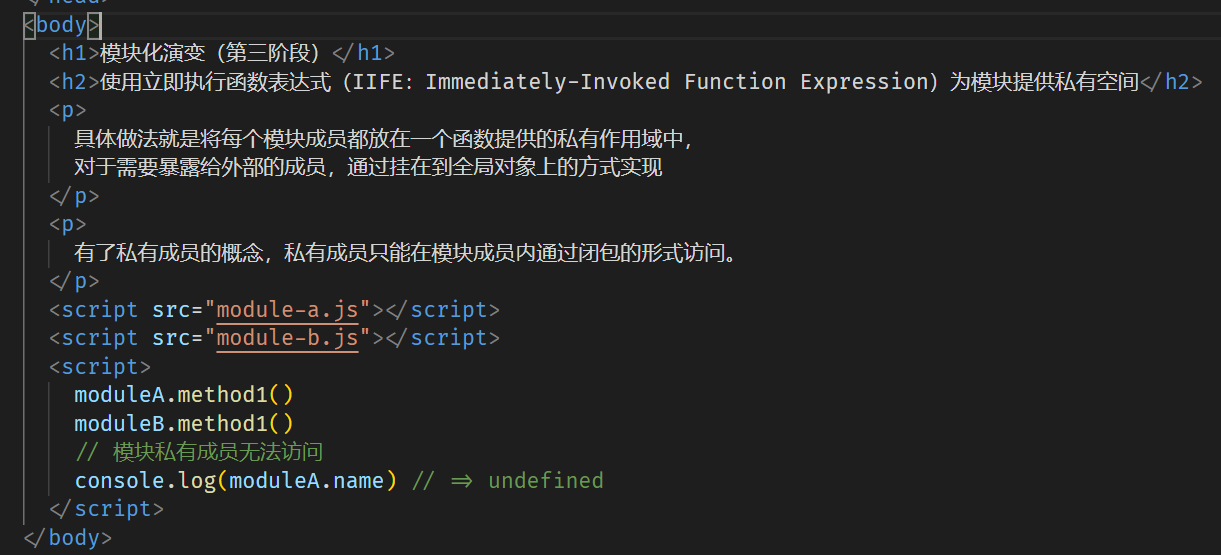 </head>
<body>
<h1>模块化演变（第三阶段）</h1>
<h2>使用立即执行函数表达式（IIFE：Immediately-Invoked Function Expression）为模块提供私有空间</h2>
<p>
具体做法就是将每个模块成员都放在一个函数提供的私有作用域中，
对于需要暴露给外部的成员，通过挂在到全局对象上的方式实现
</p>
<p>
有了私有成员的概念，私有成员只能在模块成员内通过闭包的形式访问。
</p>
<script src="module-a.js"></script>
<script src="module-b.js"></script>
<script>
moduleA.method1()
moduleB.method1()
// 模块私有成员无法访问
console.log(moduleA.name) // => undefined
</script>
</body>